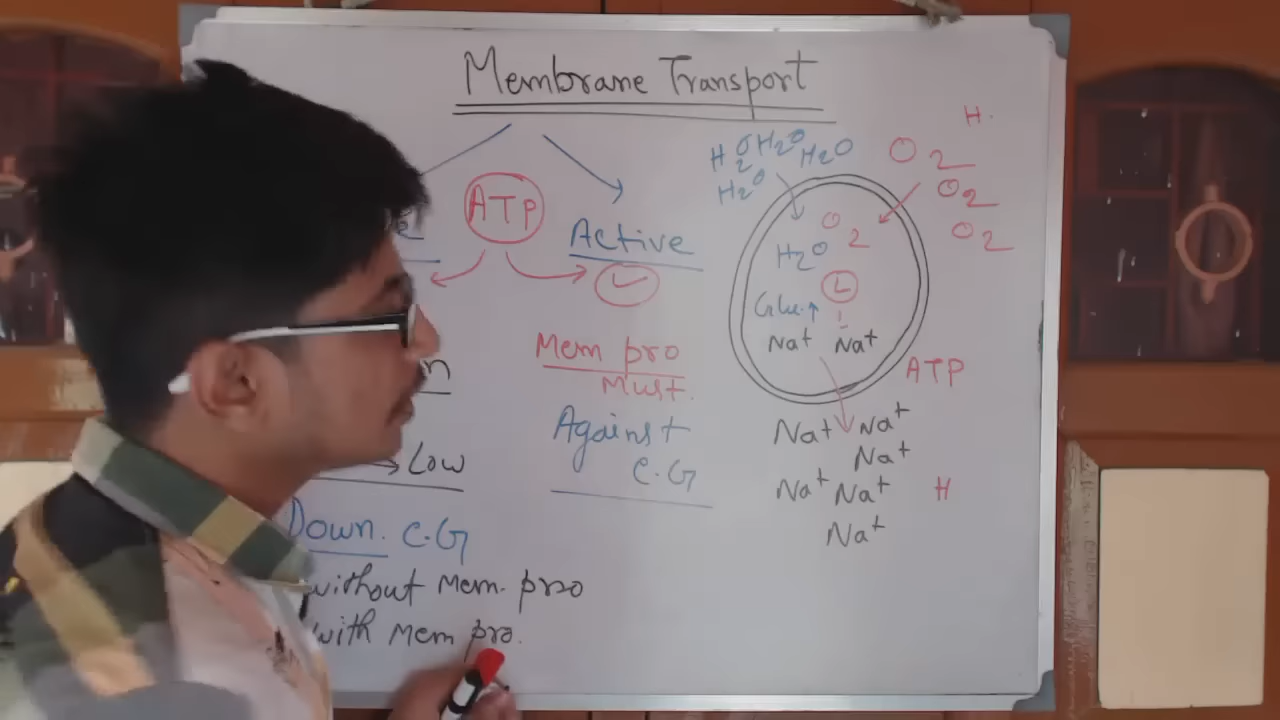 Membrane Transport
H2O H2O H2O
H2O
H
O2
O2
O2
ATP
Active
O2
H2O
L
Glu.
Na+ Na+
Mem pro
Must.
ATP
Against
C.G
Na+ Na+
Na+
Na+ Na+
H
Na+
Low
Down. C.G
without Mem. pro
with Mem pro.